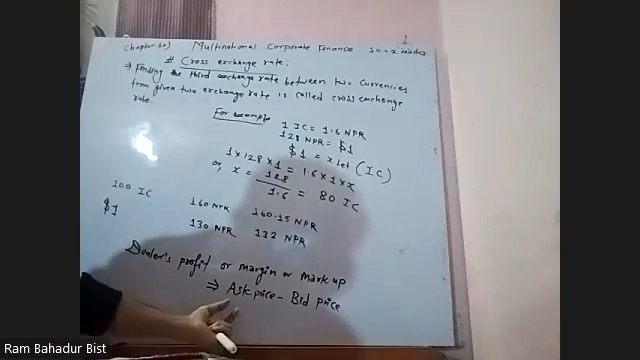 Chapter 10) Multinational Corporate Finance 10+2 Marks
# Cross exchange rate.
⇒ Finding the third exchange rate between two currencies
from given two exchange rate is called cross exchange
rate.
For example 1 IC = 1.6 NPR
128 NPR = $1
$1 = x let (IC)
1×128×1 = 1.6×1×x
or, x = 128/1.6 = 80 IC
100 IC 160 NPR 160.15 NPR
$1 130 NPR 132 NPR
Dealer's profit or margin or mark up
⇒ Ask price - Bid price
Ram Bahadur Bist